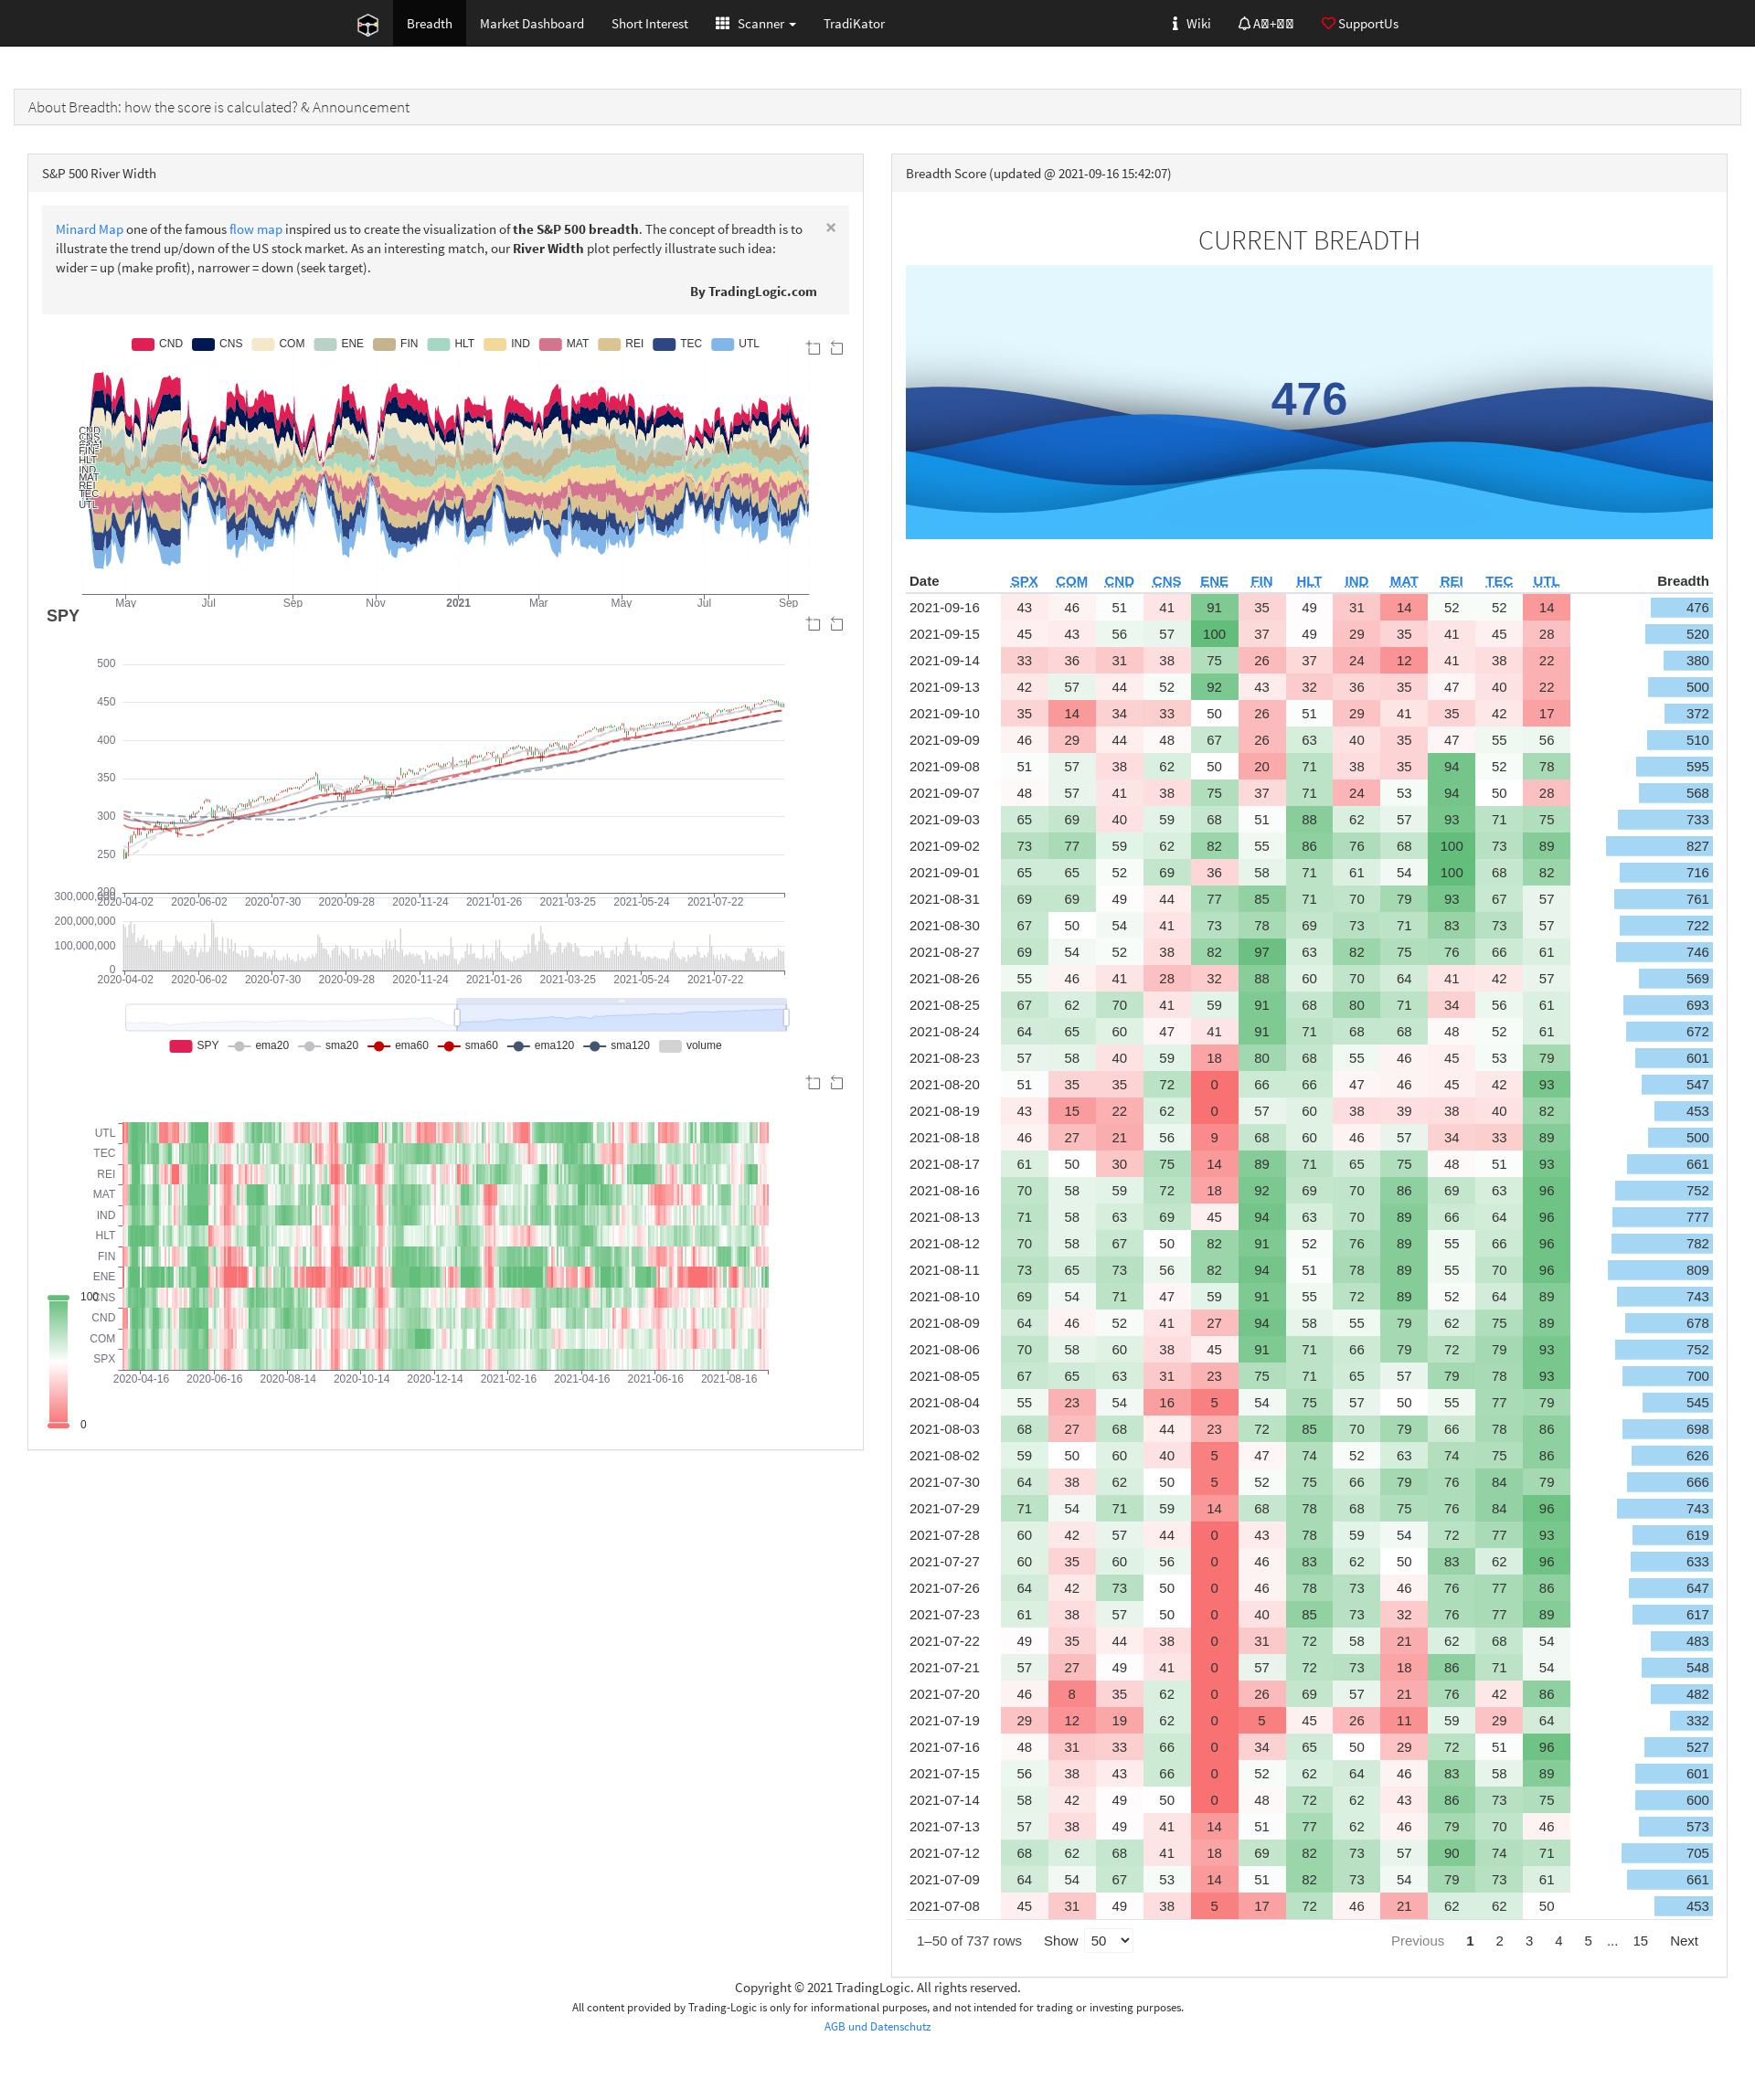 Breadth Market Dashboard Short Interest Scanner TradiKator Wiki SupportUs
About Breadth: how the score is calculated? & Announcement
S&P 500 River Width
Minard Map one of the famous flow map inspired us to create the visualization of the S&P 500 breadth. The concept of breadth is to
illustrate the trend up/down of the US stock market. As an interesting match, our River Width plot perfectly illustrate such idea:
wider = up (make profit), narrower = down (seek target).
×
By TradingLogic.com
CND CNS COM ENE FIN HLT IND MAT REI TEC UTL
CND
CNS
FIN
HLT
IND
MAT
REI
TEC
UTL
May Jul Sep Nov 2021 Mar May Jul Sep
SPY
500
450
400
350
300
250
200
2020-04-02 2020-06-02 2020-07-30 2020-09-28 2020-11-24 2021-01-26 2021-03-25 2021-05-24 2021-07-22
300,000,000
200,000,000
100,000,000
0
2020-04-02 2020-06-02 2020-07-30 2020-09-28 2020-11-24 2021-01-26 2021-03-25 2021-05-24 2021-07-22
SPY ema20 sma20 ema60 sma60 ema120 sma120 volume
UTL
TEC
REI
MAT
IND
HLT
FIN
ENE
CNS
CND
COM
SPX
2020-04-16 2020-06-16 2020-08-14 2020-10-14 2020-12-14 2021-02-16 2021-04-16 2021-06-16 2021-08-16
100
0
Breadth Score (updated @ 2021-09-16 15:42:07)
CURRENT BREADTH
476
Date SPX COM CND CNS ENE FIN HLT IND MAT REI TEC UTL Breadth
2021-09-16 43 46 51 41 91 35 49 31 14 52 52 14 476
2021-09-15 45 43 56 57 100 37 49 29 35 41 45 28 520
2021-09-14 33 36 31 38 75 26 37 24 12 41 38 22 380
2021-09-13 42 57 44 52 92 43 32 36 35 47 40 22 500
2021-09-10 35 14 34 33 50 26 51 29 41 35 42 17 372
2021-09-09 46 29 44 48 67 26 63 40 35 47 55 56 510
2021-09-08 51 57 38 62 50 20 71 38 35 94 52 78 595
2021-09-07 48 57 41 38 75 37 71 24 53 94 50 28 568
2021-09-03 65 69 40 59 68 51 88 62 57 93 71 75 733
2021-09-02 73 77 59 62 82 55 86 76 68 100 73 89 827
2021-09-01 65 65 52 69 36 58 71 61 54 100 68 82 716
2021-08-31 69 69 49 44 77 85 71 70 79 93 67 57 761
2021-08-30 67 50 54 41 73 78 69 73 71 83 73 57 722
2021-08-27 69 54 52 38 82 97 63 82 75 76 66 61 746
2021-08-26 55 46 41 28 32 88 60 70 64 41 42 57 569
2021-08-25 67 62 70 41 59 91 68 80 71 34 56 61 693
2021-08-24 64 65 60 47 41 91 71 68 68 48 52 61 672
2021-08-23 57 58 40 59 18 80 68 55 46 45 53 79 601
2021-08-20 51 35 35 72 0 66 66 47 46 45 42 93 547
2021-08-19 43 15 22 62 0 57 60 38 39 38 40 82 453
2021-08-18 46 27 21 56 9 68 60 46 57 34 33 89 500
2021-08-17 61 50 30 75 14 89 71 65 75 48 51 93 661
2021-08-16 70 58 59 72 18 92 69 70 86 69 63 96 752
2021-08-13 71 58 63 69 45 94 63 70 89 66 64 96 777
2021-08-12 70 58 67 50 82 91 52 76 89 55 66 96 782
2021-08-11 73 65 73 56 82 94 51 78 89 55 70 96 809
2021-08-10 69 54 71 47 59 91 55 72 89 52 64 89 743
2021-08-09 64 46 52 41 27 94 58 55 79 62 75 89 678
2021-08-06 70 58 60 38 45 91 71 66 79 72 79 93 752
2021-08-05 67 65 63 31 23 75 71 65 57 79 78 93 700
2021-08-04 55 23 54 16 5 54 75 57 50 55 77 79 545
2021-08-03 68 27 68 44 23 72 85 70 79 66 78 86 698
2021-08-02 59 50 60 40 5 47 74 52 63 74 75 86 626
2021-07-30 64 38 62 50 5 52 75 66 79 76 84 79 666
2021-07-29 71 54 71 59 14 68 78 68 75 76 84 96 743
2021-07-28 60 42 57 44 0 43 78 59 54 72 77 93 619
2021-07-27 60 35 60 56 0 46 83 62 50 83 62 96 633
2021-07-26 64 42 73 50 0 46 78 73 46 76 77 86 647
2021-07-23 61 38 57 50 0 40 85 73 32 76 77 89 617
2021-07-22 49 35 44 38 0 31 72 58 21 62 68 54 483
2021-07-21 57 27 49 41 0 57 72 73 18 86 71 54 548
2021-07-20 46 8 35 62 0 26 69 57 21 76 42 86 482
2021-07-19 29 12 19 62 0 5 45 26 11 59 29 64 332
2021-07-16 48 31 33 66 0 34 65 50 29 72 51 96 527
2021-07-15 56 38 43 66 0 52 62 64 46 83 58 89 601
2021-07-14 58 42 49 50 0 48 72 62 43 86 73 75 600
2021-07-13 57 38 49 41 14 51 77 62 46 79 70 46 573
2021-07-12 68 62 68 41 18 69 82 73 57 90 74 71 705
2021-07-09 64 54 67 53 14 51 82 73 54 79 73 61 661
2021-07-08 45 31 49 38 5 17 72 46 21 62 62 50 453
1–50 of 737 rows Show 50 Previous 1 2 3 4 5 ... 15 Next
Copyright © 2021 TradingLogic. All rights reserved.
All content provided by Trading-Logic is only for informational purposes, and not intended for trading or investing purposes.
AGB und Datenschutz